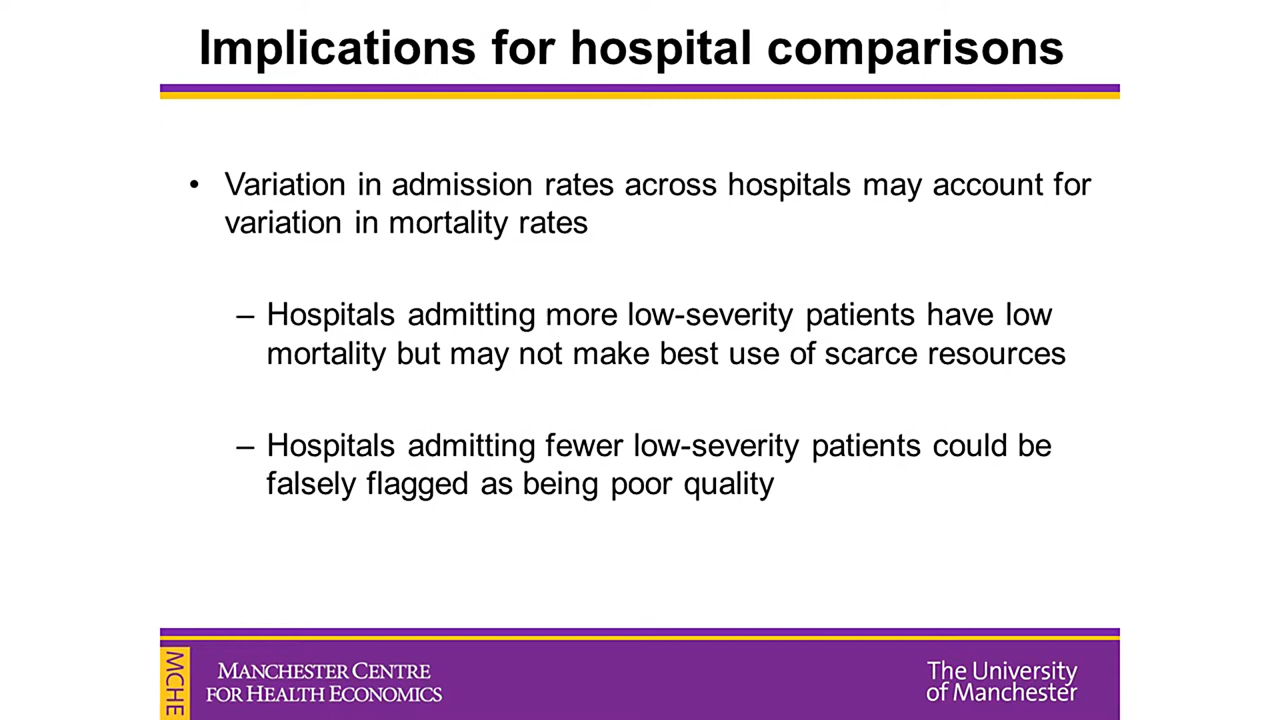 Implications for hospital comparisons
• Variation in admission rates across hospitals may account for
variation in mortality rates
– Hospitals admitting more low-severity patients have low
mortality but may not make best use of scarce resources
– Hospitals admitting fewer low-severity patients could be
falsely flagged as being poor quality
MCHE
MANCHESTER CENTRE
FOR HEALTH ECONOMICS
The University
of Manchester